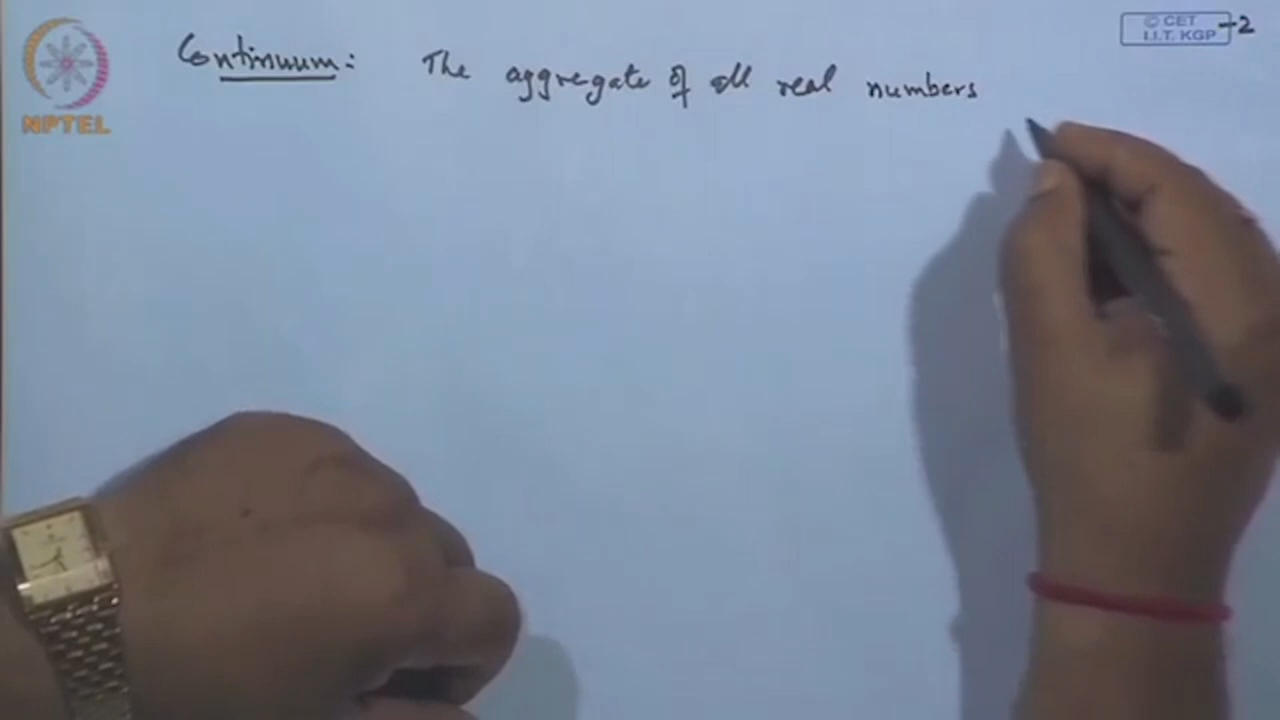 Continuum: The aggregate of all real numbers
© CET
I.I.T. KGP
-2
NPTEL